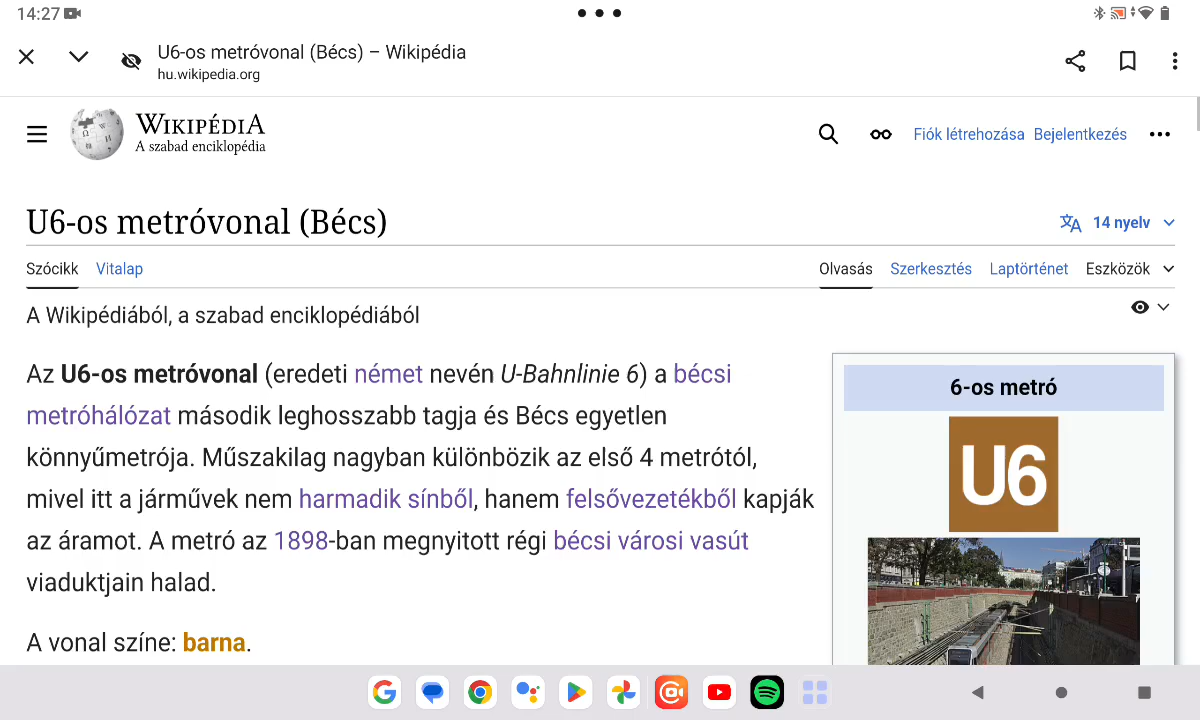 14:27
U6-os metróvonal (Bécs) – Wikipédia
hu.wikipedia.org
WIKIPÉDIA
A szabad enciklopédia
Fiók létrehozása Bejelentkezés
U6-os metróvonal (Bécs)
14 nyelv
Szócikk Vitalap
Olvasás Szerkesztés Laptörténet Eszközök
A Wikipédiából, a szabad enciklopédiából
Az U6-os metróvonal (eredeti német nevén U-Bahnlinie 6) a bécsi
metróhálózat második leghosszabb tagja és Bécs egyetlen
könnyűmetrója. Műszakilag nagyban különbözik az első 4 metrótól,
mivel itt a járművek nem harmadik sínből, hanem felsővezetékből kapják
az áramot. A metró az 1898-ban megnyitott régi bécsi városi vasút
viaduktjain halad.
A vonal színe: barna.
6-os metró
U6